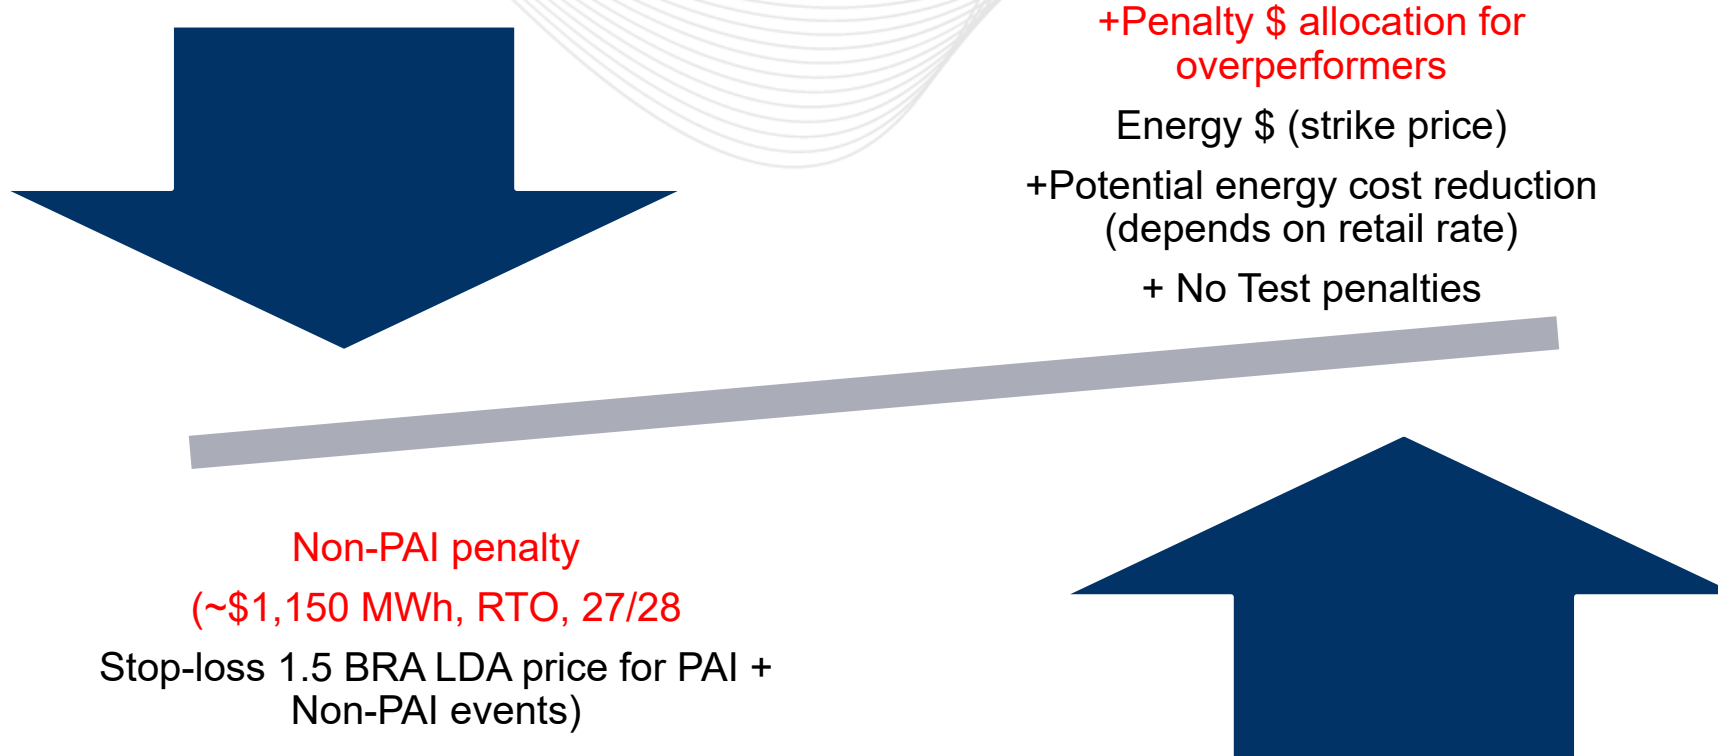 +Penalty $ allocation for
overperformers
Energy $ (strike price)
+Potential energy cost reduction
(depends on retail rate)
+ No Test penalties
Non-PAI penalty
(~$1,150 MWh, RTO, 27/28
Stop-loss 1.5 BRA LDA price for PAI +
Non-PAI events)